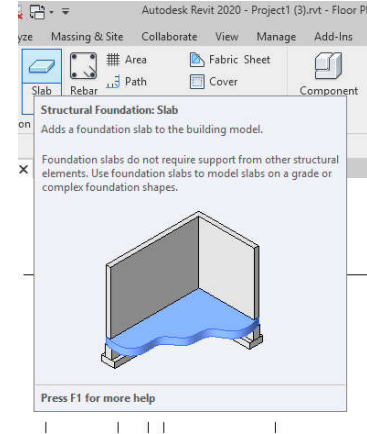 Autodesk Revit 2020 - Project1 (3).rvt - Floor Pl
yze Massing & Site Collaborate View Manage Add-Ins
Area Fabric Sheet
Path Cover
Slab Rebar Component
on
Structural Foundation: Slab
Adds a foundation slab to the building model.
Foundation slabs do not require support from other structural
elements. Use foundation slabs to model slabs on a grade or
complex foundation shapes.
Press F1 for more help